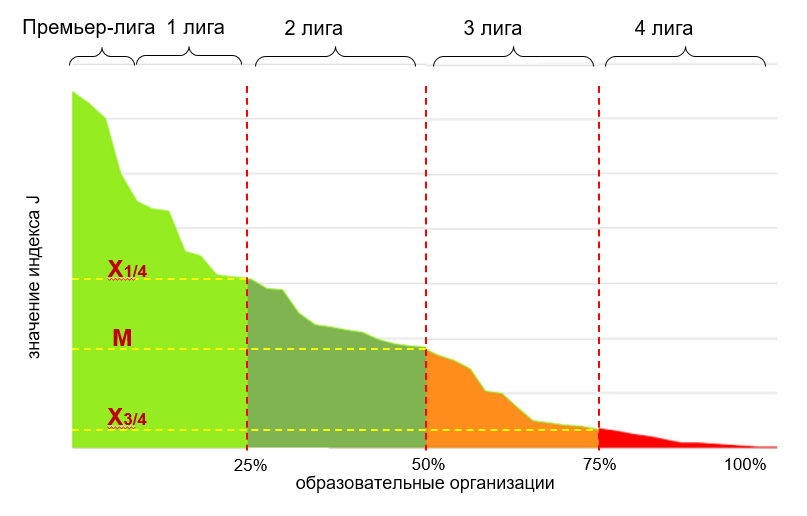 Премьер-лига 1 лига 2 лига 3 лига 4 лига
значение индекса J
X1/4
M
X3/4
25% 50% 75% 100%
образовательные организации